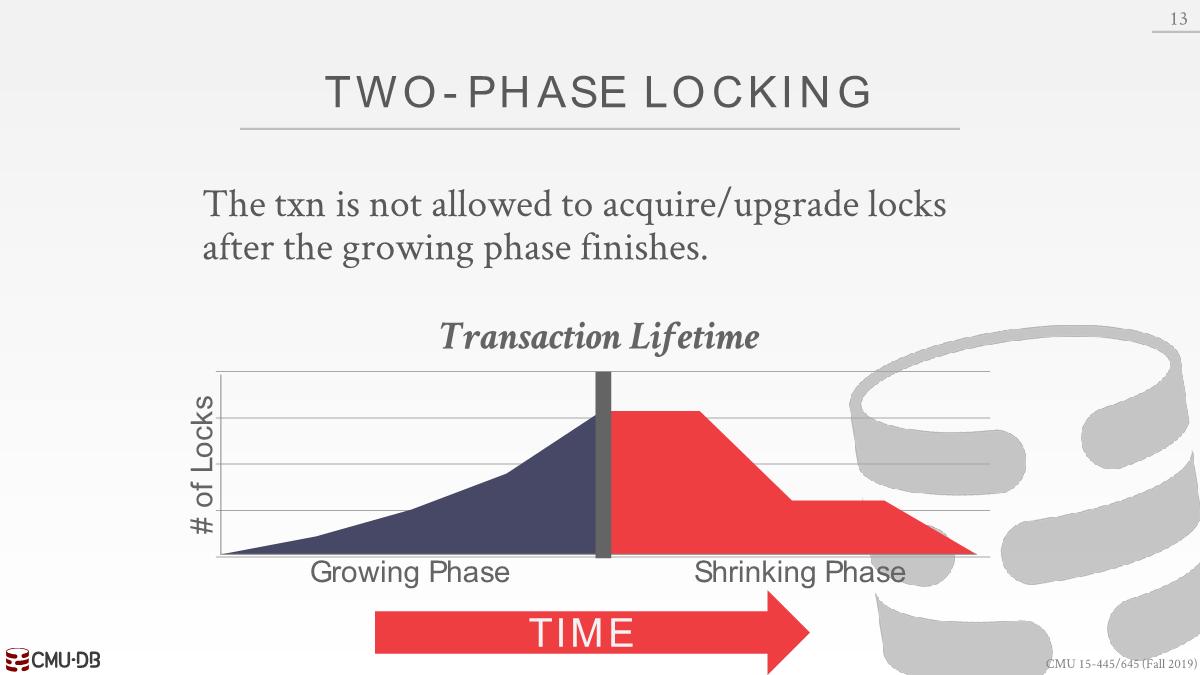 13
TWO-PHASE LOCKING
The txn is not allowed to acquire/upgrade locks
after the growing phase finishes.
Transaction Lifetime
# of Locks
Growing Phase
Shrinking Phase
TIME
CMU·DB
CMU 15-445/645 (Fall 2019)